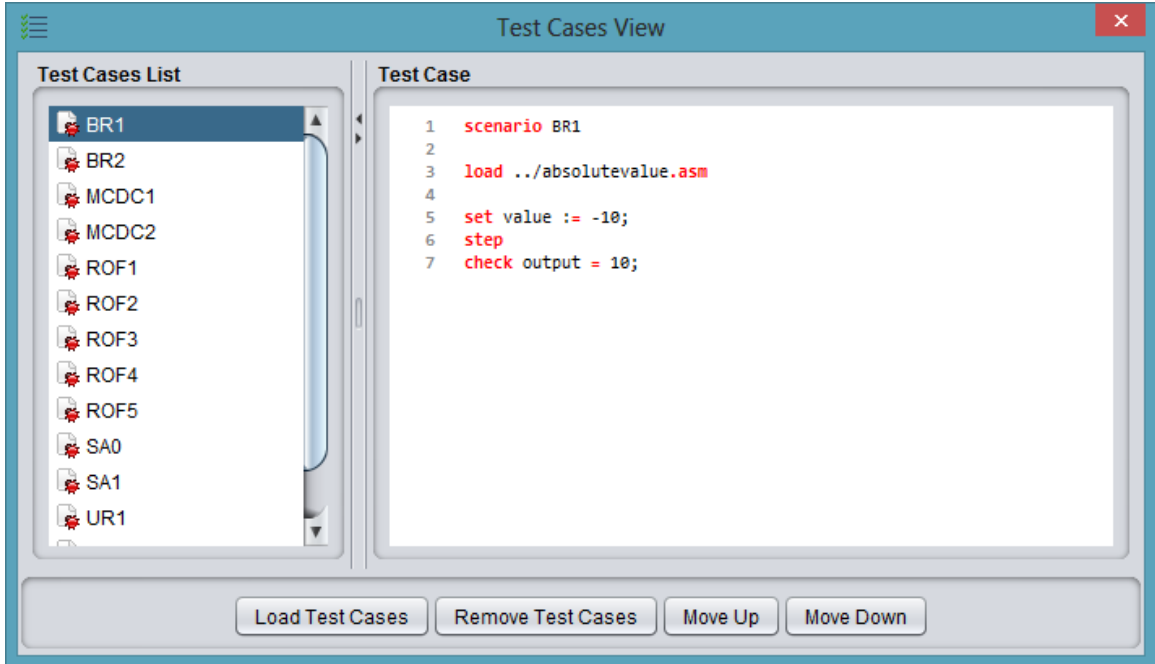 Test Cases View
Test Cases List
BR1
BR2
MCDC1
MCDC2
ROF1
ROF2
ROF3
ROF4
ROF5
SA0
SA1
UR1
Test Case
1 scenario BR1
2
3 load ../absolutevalue.asm
4
5 set value := -10;
6 step
7 check output = 10;
Load Test Cases
Remove Test Cases
Move Up
Move Down